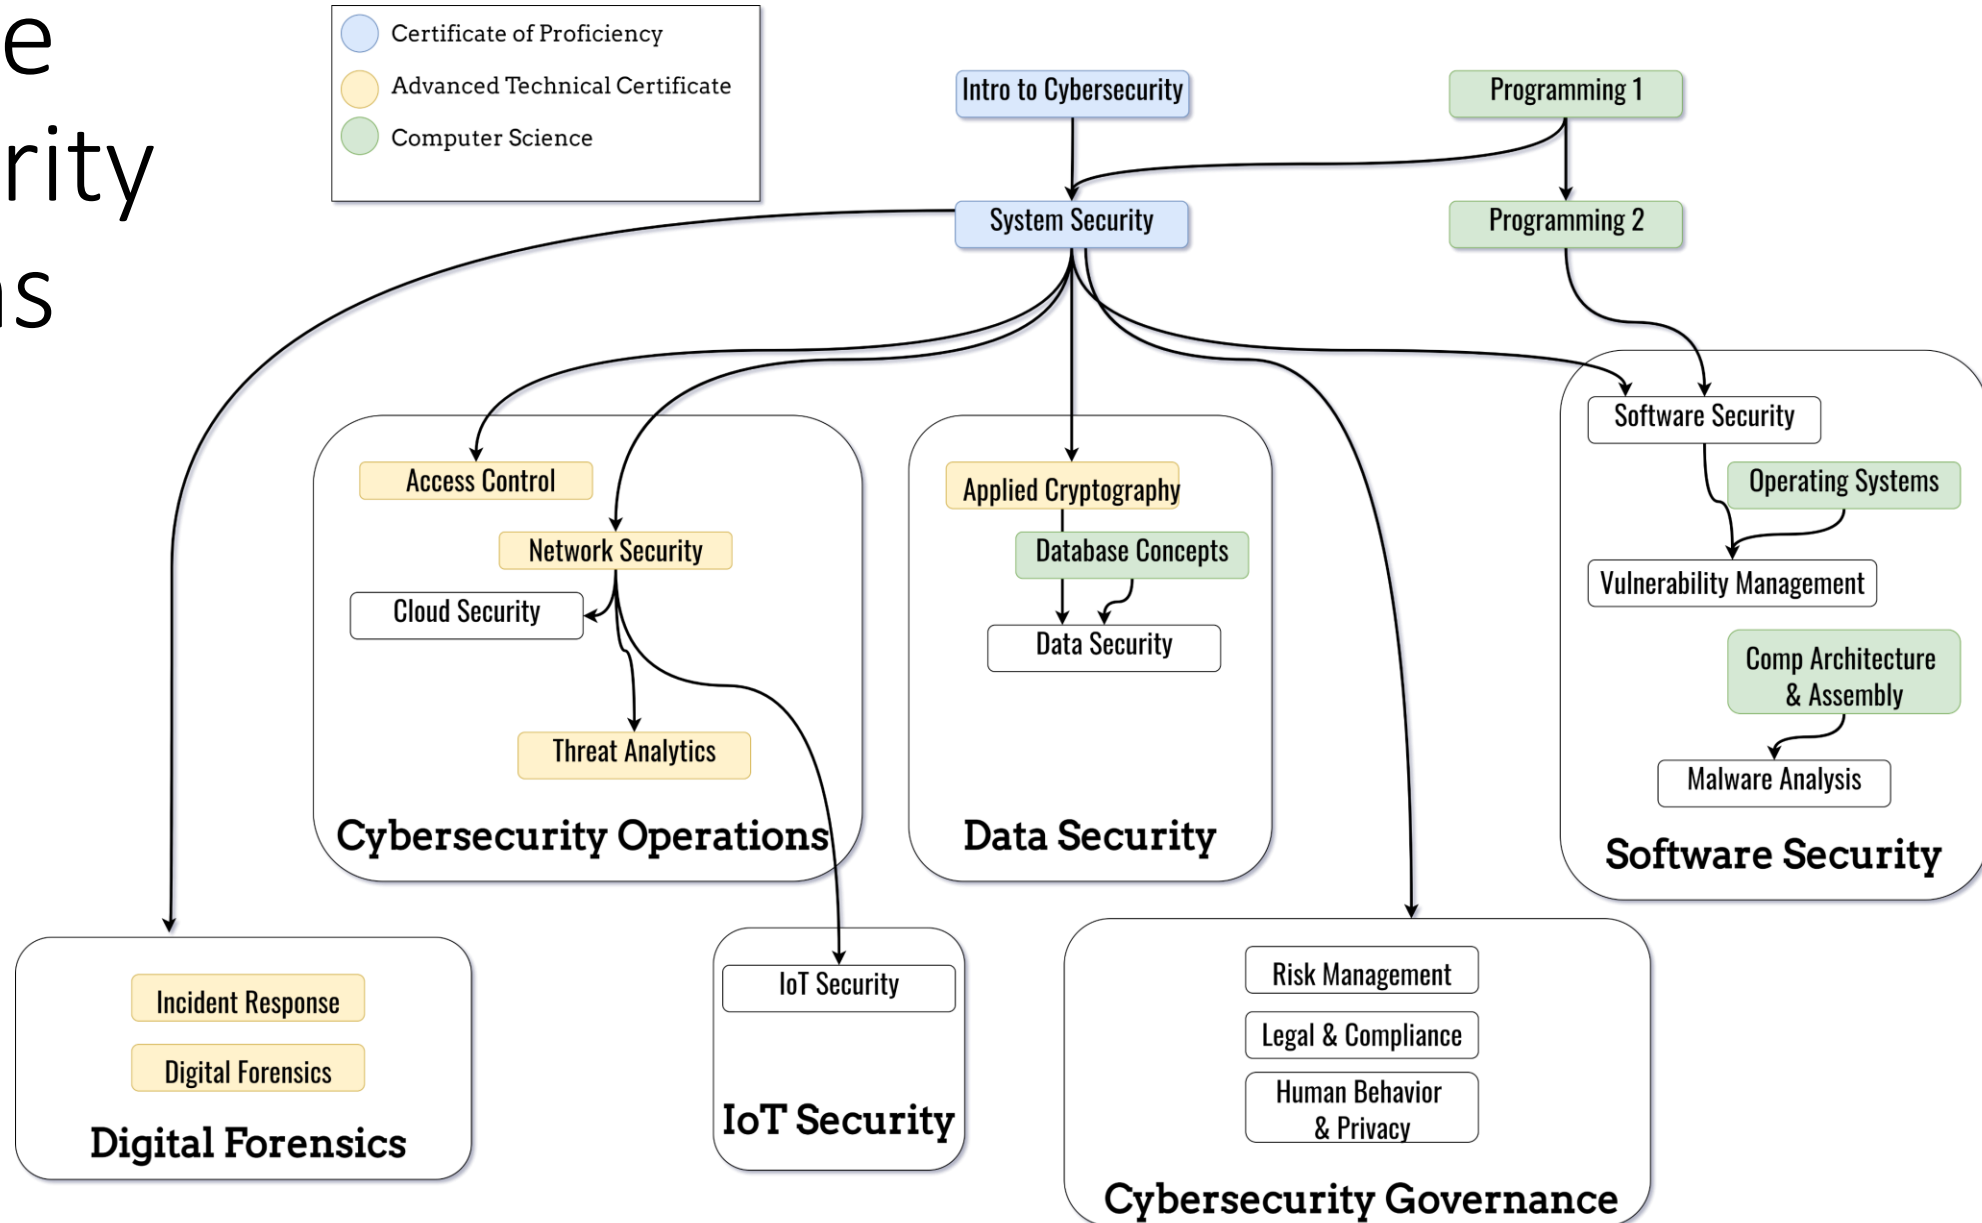 e
rity
ns
Certificate of Proficiency
Advanced Technical Certificate
Computer Science
Intro to Cybersecurity
Programming 1
System Security
Programming 2
Software Security
Access Control
Applied Cryptography
Operating Systems
Network Security
Database Concepts
Vulnerability Management
Cloud Security
Data Security
Comp Architecture
& Assembly
Threat Analytics
Malware Analysis
Cybersecurity Operations
Data Security
Software Security
Incident Response
Digital Forensics
Digital Forensics
IoT Security
IoT Security
Risk Management
Legal & Compliance
Human Behavior
& Privacy
Cybersecurity Governance